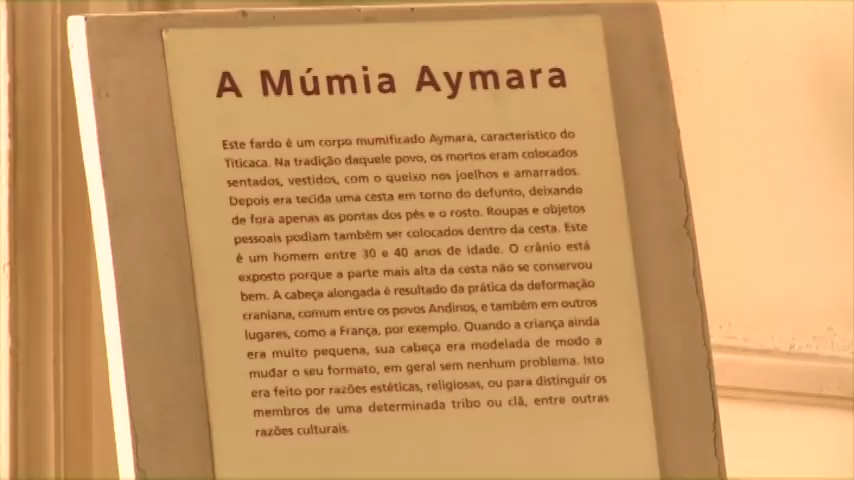 A Múmia Aymara
Este fardo é um corpo mumificado Aymara, característico do
Titicaca. Na tradição daquele povo, os mortos eram colocados
sentados, vestidos, com o queixo nos joelhos e amarrados.
Depois era tecida uma cesta em torno do defunto, deixando
de fora apenas as pontas dos pés e o rosto. Roupas e objetos
pessoais podiam também ser colocados dentro da cesta. Este
é um homem entre 30 e 40 anos de idade. O crânio está
exposto porque a parte mais alta da cesta não se conservou
bem. A cabeça alongada é resultado da prática da deformação
craniana, comum entre os povos Andinos, e também em outros
lugares, como a França, por exemplo. Quando a criança ainda
era muito pequena, sua cabeça era modelada de modo a
mudar o seu formato, em geral sem nenhum problema. Isto
era feito por razões estéticas, religiosas, ou para distinguir os
membros de uma determinada tribo ou clã, entre outras
razões culturais.